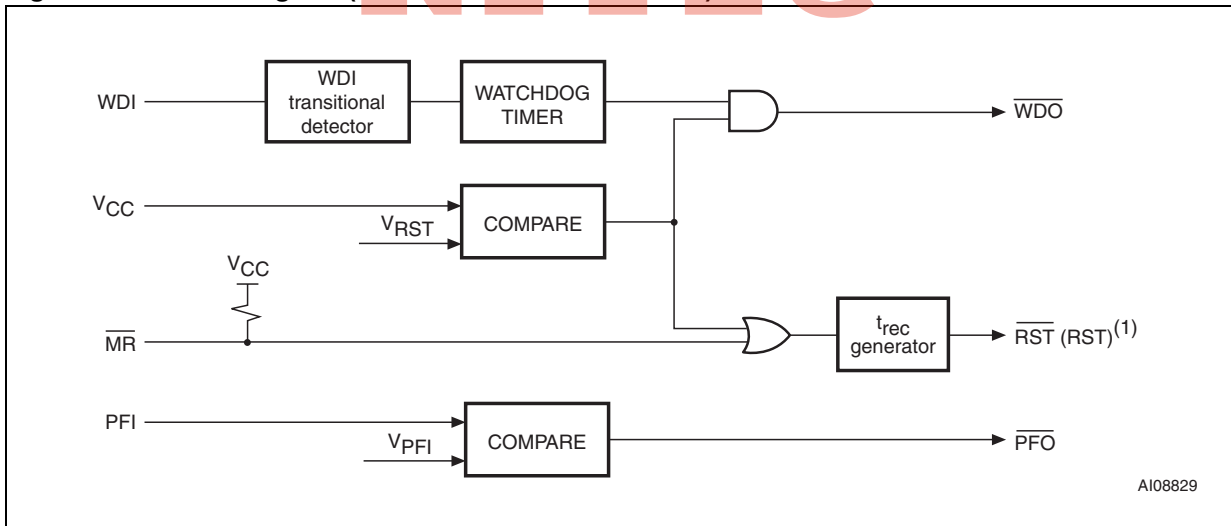 WDI
WDI
transitional
detector
WATCHDOG
TIMER
WDO
VCC
VRST
COMPARE
VCC
MR
trec
generator
RST (RST)(1)
PFI
VPFI
COMPARE
PFO
AI08829